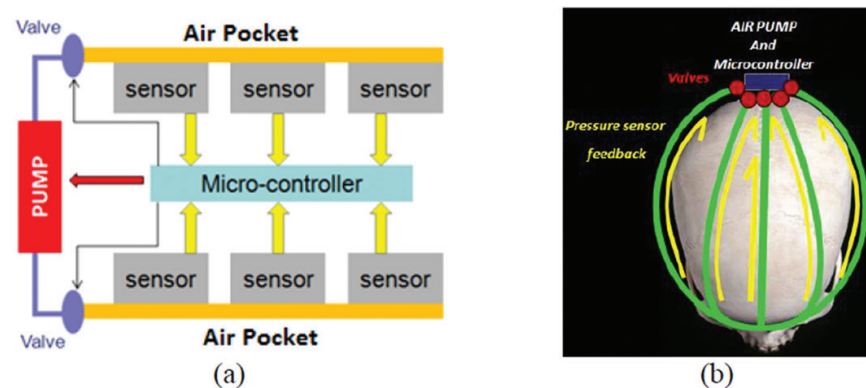 Valve
Air Pocket
sensor sensor sensor
PUMP
Micro-controller
sensor sensor sensor
Valve
Air Pocket
(a)
AIR PUMP
And
Microcontroller
Valves
Pressure sensor
feedback
(b)